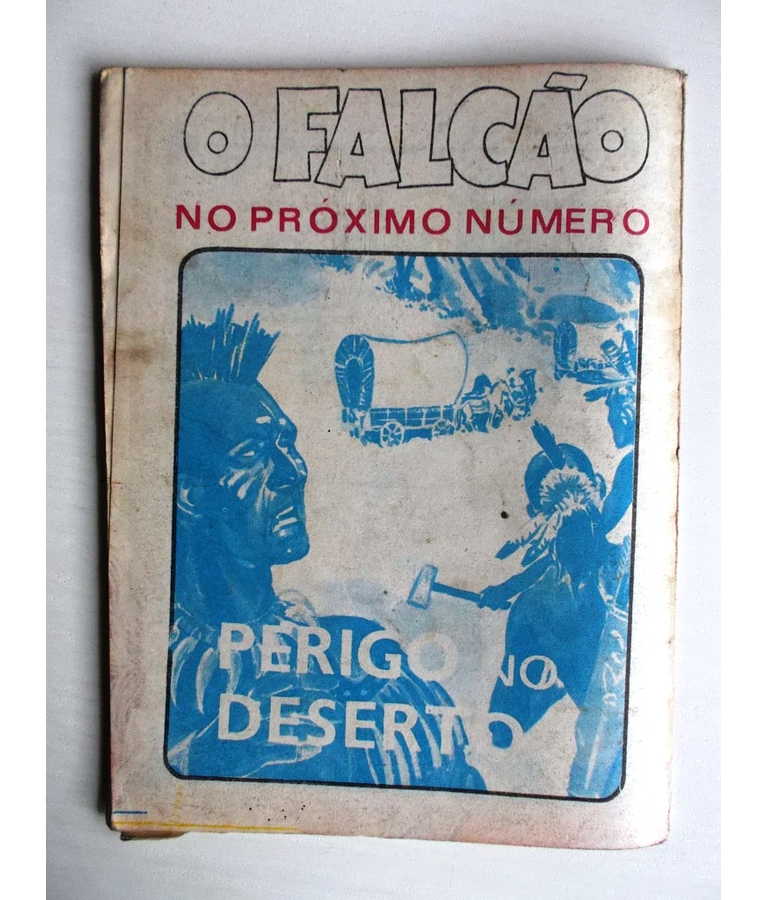 O FALCÃO
NO PRÓXIMO NÚMERO
PERIGO NO
DESERTO